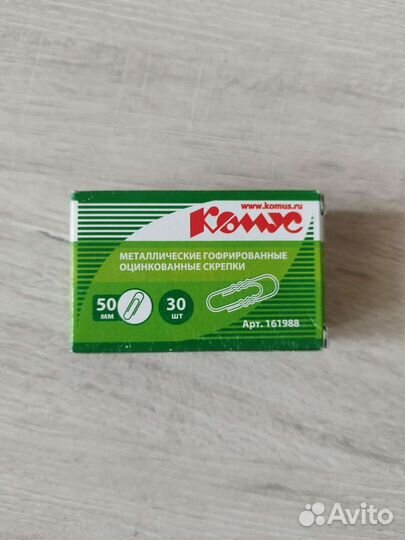 www.komus.ru
Комус
МЕТАЛЛИЧЕСКИЕ ГОФРИРОВАННЫЕ
ОЦИНКОВАННЫЕ СКРЕПКИ
50
мм
30
шт
Арт. 161988
Avito